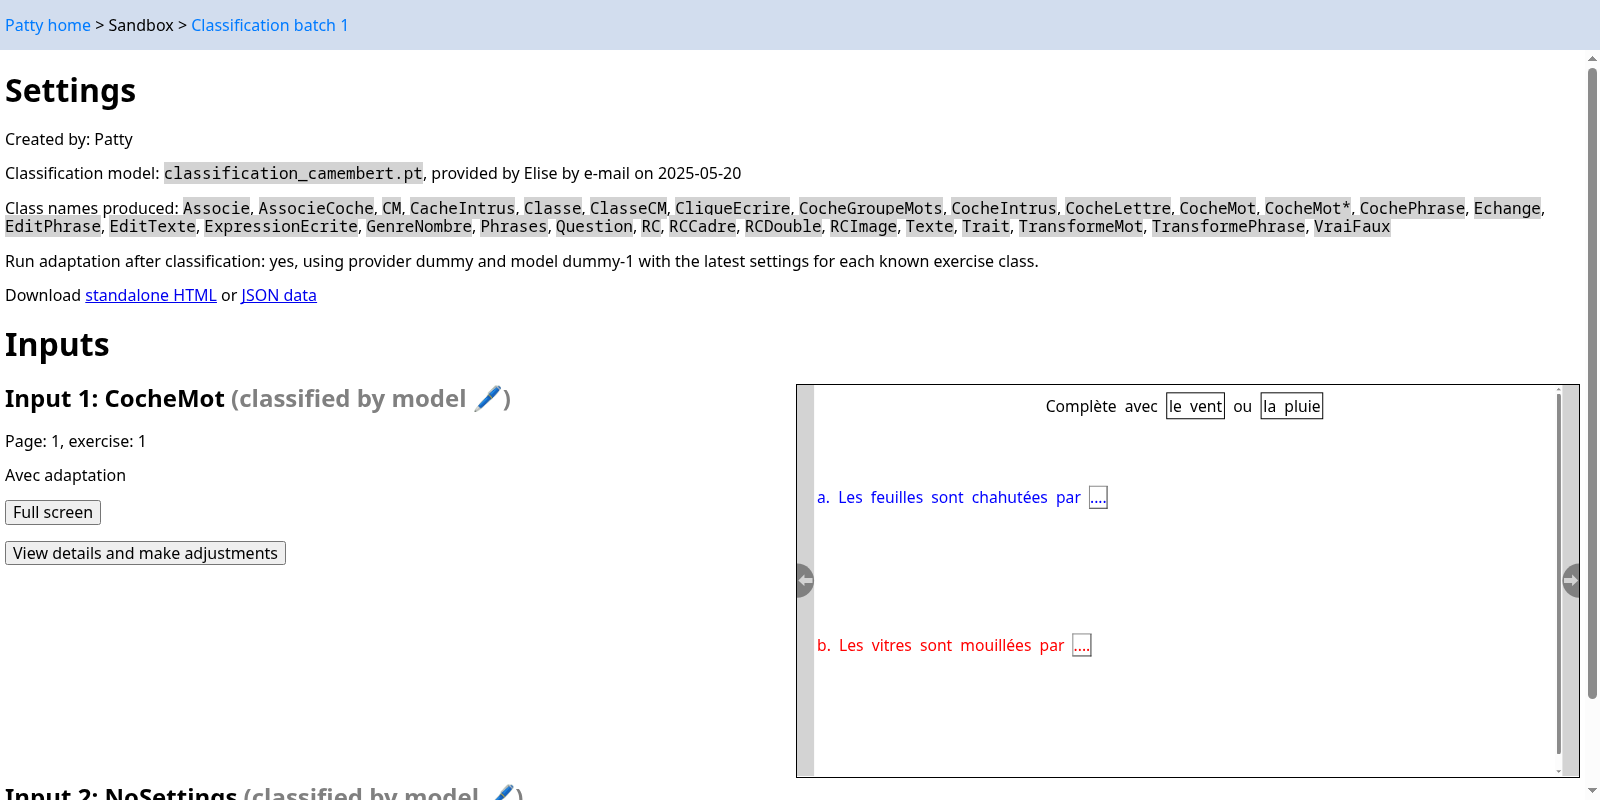 Patty home > Sandbox > Classification batch 1
Settings
Created by: Patty
Classification model: classification_camembert.pt, provided by Elise by e-mail on 2025-05-20
Class names produced: Associe, AssocieCoche, CM, CacheIntrus, Classe, ClasseCM, CliqueEcrire, CocheGroupeMots, CocheIntrus, CocheLettre, CocheMot, CocheMot*, CochePhrase, Echange,
EditPhrase, EditTexte, ExpressionEcrite, GenreNombre, Phrases, Question, RC, RCCadre, RCDouble, RCImage, Texte, Trait, TransformeMot, TransformePhrase, VraiFaux
Run adaptation after classification: yes, using provider dummy and model dummy-1 with the latest settings for each known exercise class.
Download standalone HTML or JSON data
Inputs
Input 1: CocheMot (classified by model 🖊️)
Page: 1, exercise: 1
Avec adaptation
Full screen
View details and make adjustments
Complète avec le vent ou la pluie
a. Les feuilles sont chahutées par ....
b. Les vitres sont mouillées par ....
Input 2: NoSettings (classified by model 🖊️)